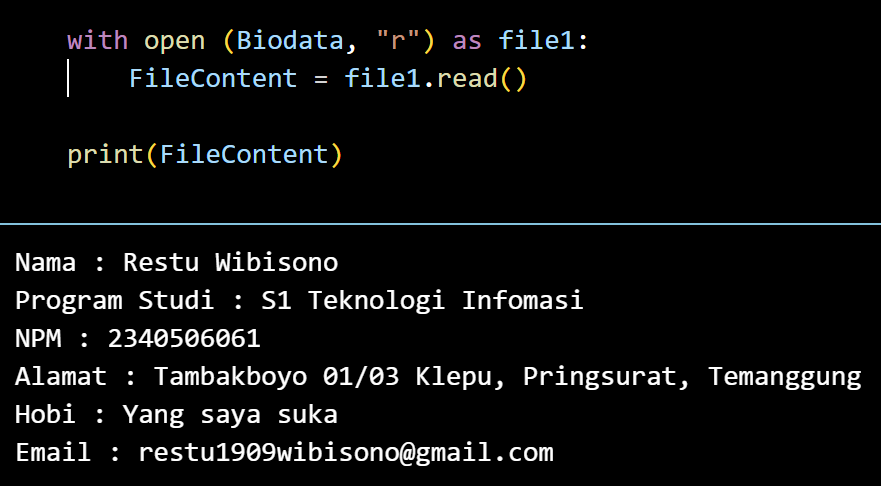 with open (Biodata, "r") as file1:
FileContent = file1.read()
print(FileContent)
Nama : Restu Wibisono
Program Studi : S1 Teknologi Infomasi
NPM : 2340506061
Alamat : Tambakboyo 01/03 Klepu, Pringsurat, Temanggung
Hobi : Yang saya suka
Email : restu1909wibisono@gmail.com